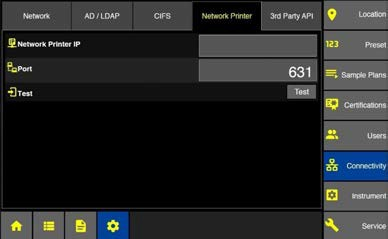 Network AD / LDAP CIFS Network Printer 3rd Party API
Network Printer IP
Port 631
Test Test
Location
123 Preset
Sample Plans
Certifications
Users
Connectivity
Instrument
Service